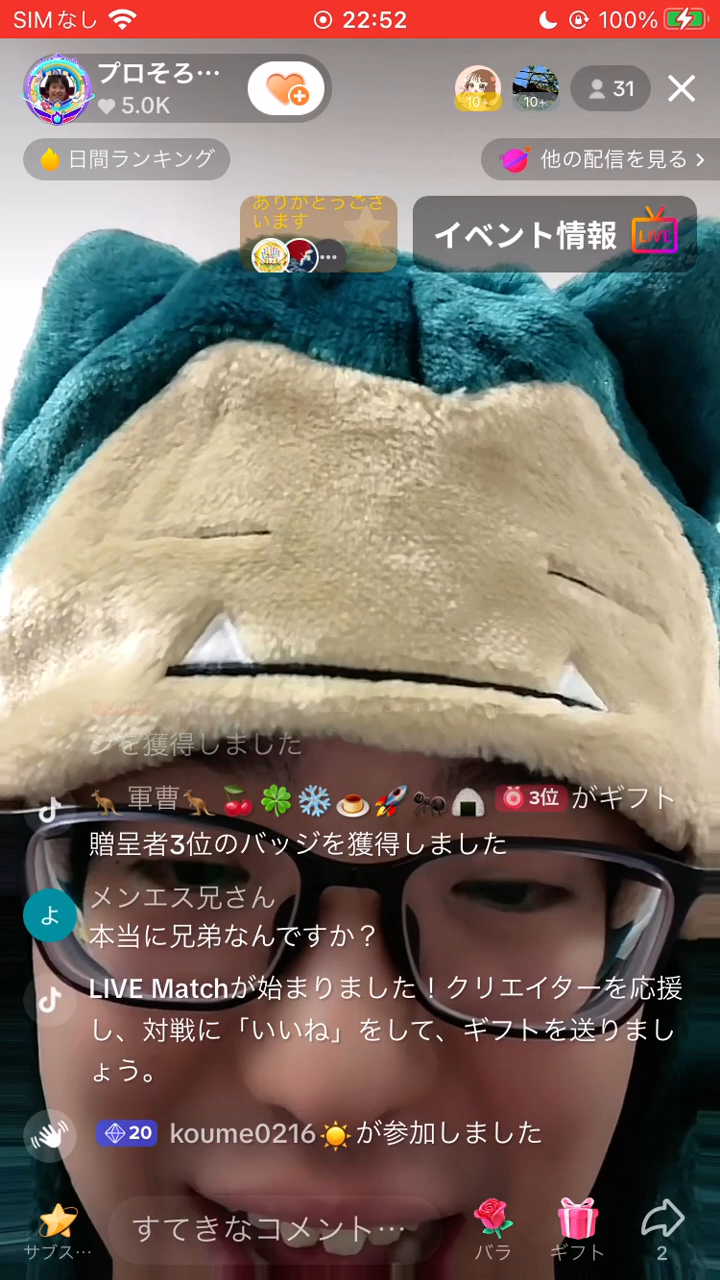 SIMなし 22:52 100%
プロそろ…
5.0K
10+ 10+ 31
日間ランキング
他の配信を見る
ありがとうござ
います
イベント情報 LIVE
ジを獲得しました
軍曹 3位 がギフト
贈呈者3位のバッジを獲得しました
メンエス兄さん
よ
本当に兄弟なんですか？
LIVE Matchが始まりました！クリエイターを応援
し、対戦に「いいね」をして、ギフトを送りまし
ょう。
20 koume0216☀️が参加しました
すてきなコメント…
サブス… バラ ギフト 2